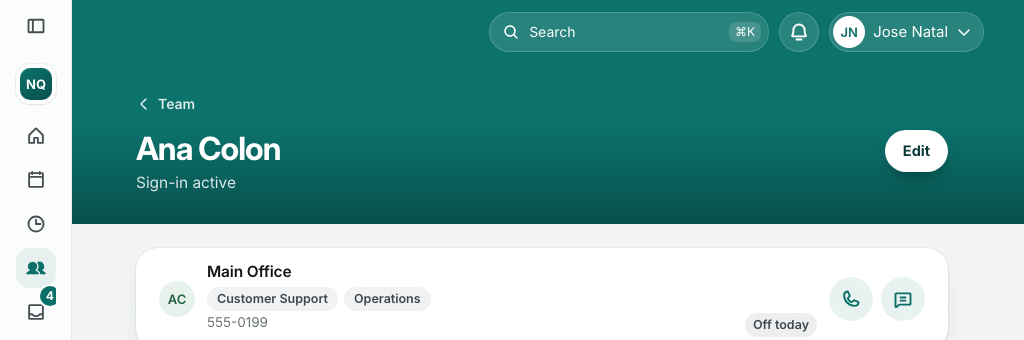 Search
⌘K
JN
Jose Natal
NQ
Team
Ana Colon
Edit
Sign-in active
Main Office
AC
Customer Support
Operations
4
555-0199
Off today